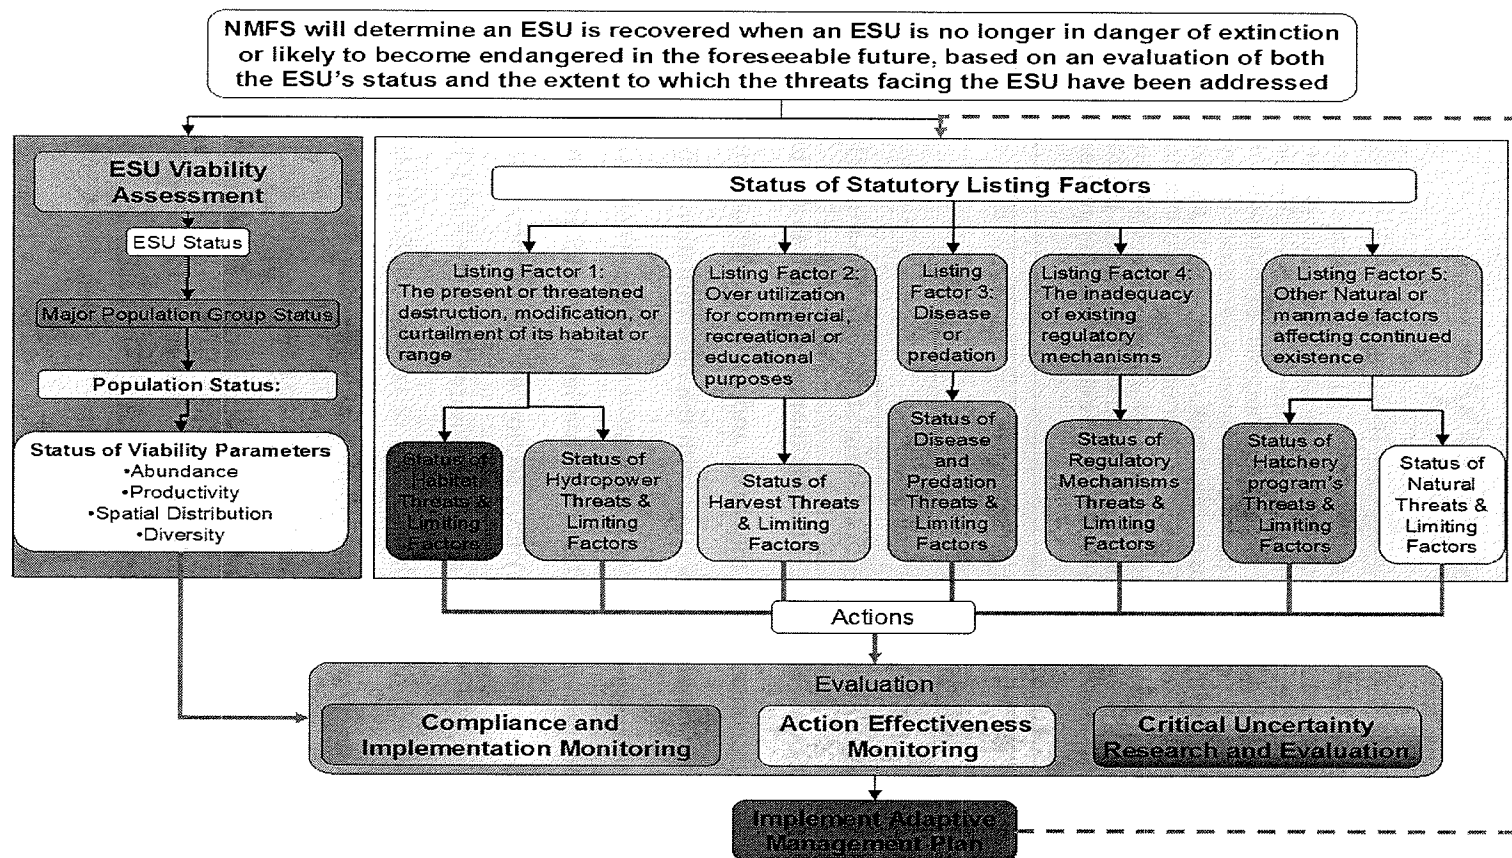 NMFS will determine an ESU is recovered when an ESU is no longer in danger of extinction
or likely to become endangered in the foreseeable future, based on an evaluation of both
the ESU's status and the extent to which the threats facing the ESU have been addressed
ESU Viability
Assessment
ESU Status
Major Population Group Status
Population Status:
Status of Viability Parameters
•Abundance
•Productivity
•Spatial Distribution
•Diversity
Status of Statutory Listing Factors
Listing Factor 1:
The present or threatened
destruction, modification, or
curtailment of its habitat or
range
Listing Factor 2:
Over utilization
for commercial,
recreational or
educational
purposes
Listing
Factor 3:
Disease
or
predation
Listing Factor 4:
The inadequacy
of existing
regulatory
mechanisms
Listing Factor 5:
Other Natural or
manmade factors
affecting continued
existence
Status of
Habitat
Threats &
Limiting
Factors
Status of
Hydropower
Threats &
Limiting
Factors
Status of
Harvest Threats
& Limiting
Factors
Status of
Disease
and
Predation
Threats &
Limiting
Factors
Status of
Regulatory
Mechanisms
Threats &
Limiting
Factors
Status of
Hatchery
program's
Threats &
Limiting
Factors
Status of
Natural
Threats &
Limiting
Factors
Actions
Evaluation
Compliance and
Implementation Monitoring
Action Effectiveness
Monitoring
Critical Uncertainty
Research and Evaluation
Implement Adaptive
Management Plan